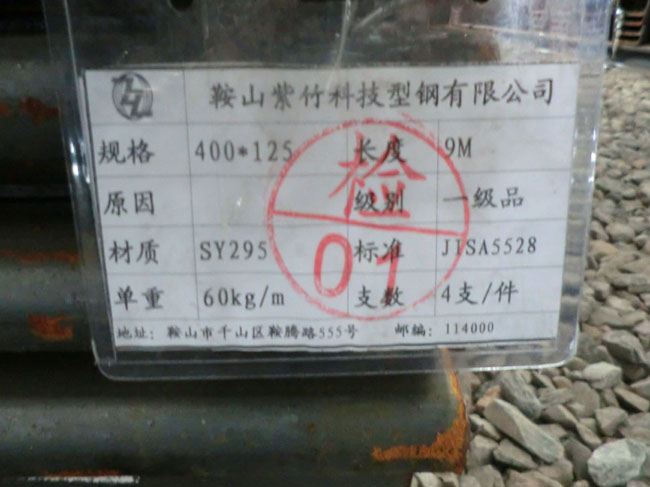 鞍山紫竹科技型钢有限公司
规格 400*125 长度 9M
原因 级别 一级品
材质 SY295 标准 JISA5528
单重 60kg/m 支数 4支/件
地址: 鞍山市千山区鞍腾路555号 邮编: 114000
检
01